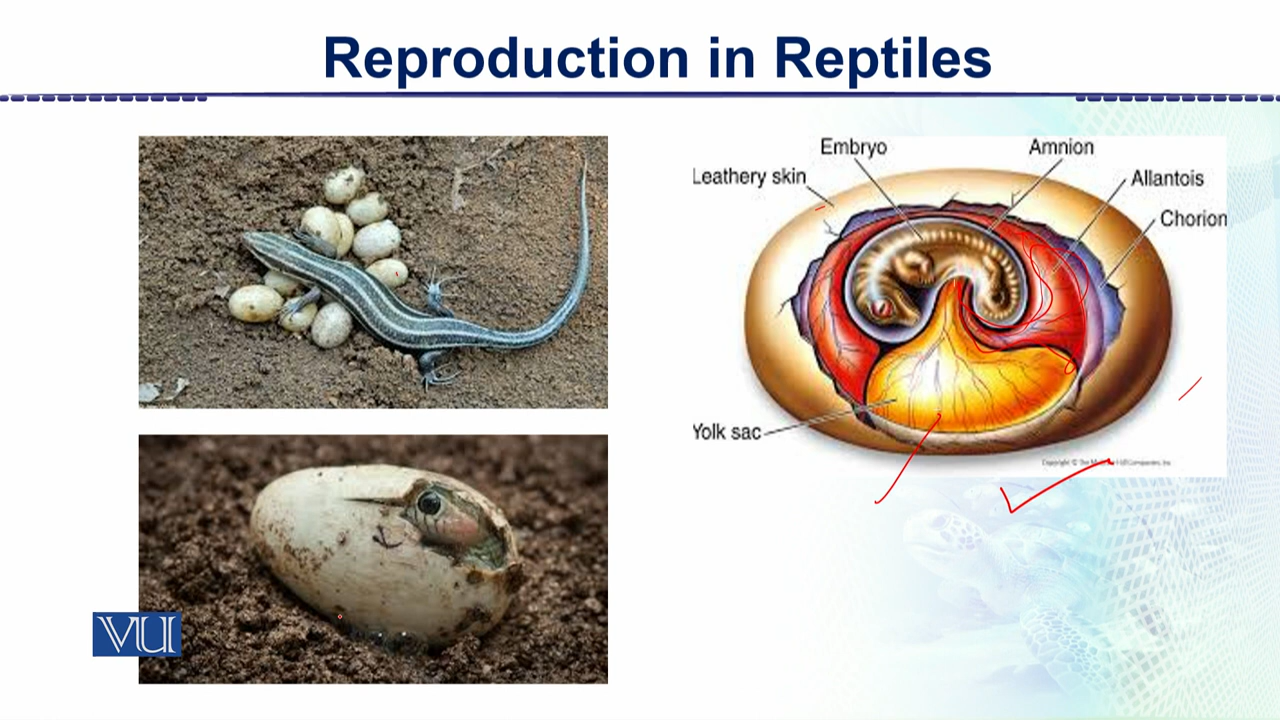 Reproduction in Reptiles
Embryo
Amnion
Leathery skin
Allantois
Chorion
Yolk sac
VU